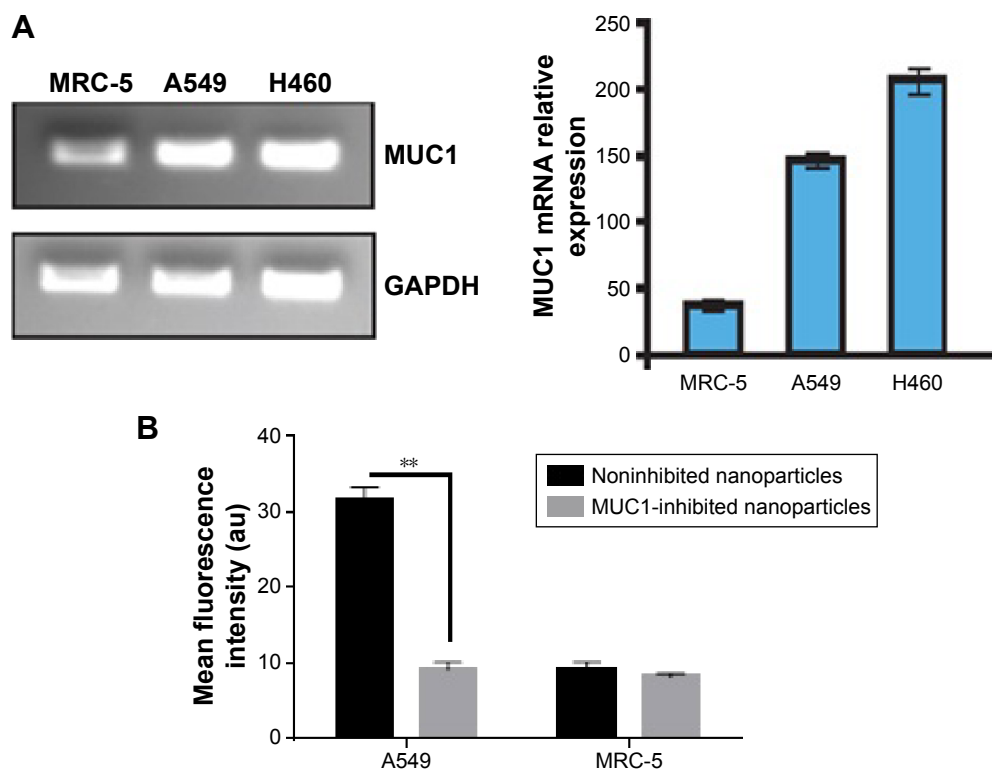 A
MRC-5 A549 H460
MUC1
GAPDH
MUC1 mRNA relative
expression
250
200
150
100
50
0
MRC-5 A549 H460
B
Mean fluorescence
intensity (au)
40
30
20
10
0
**
Noninhibited nanoparticles
MUC1-inhibited nanoparticles
A549 MRC-5